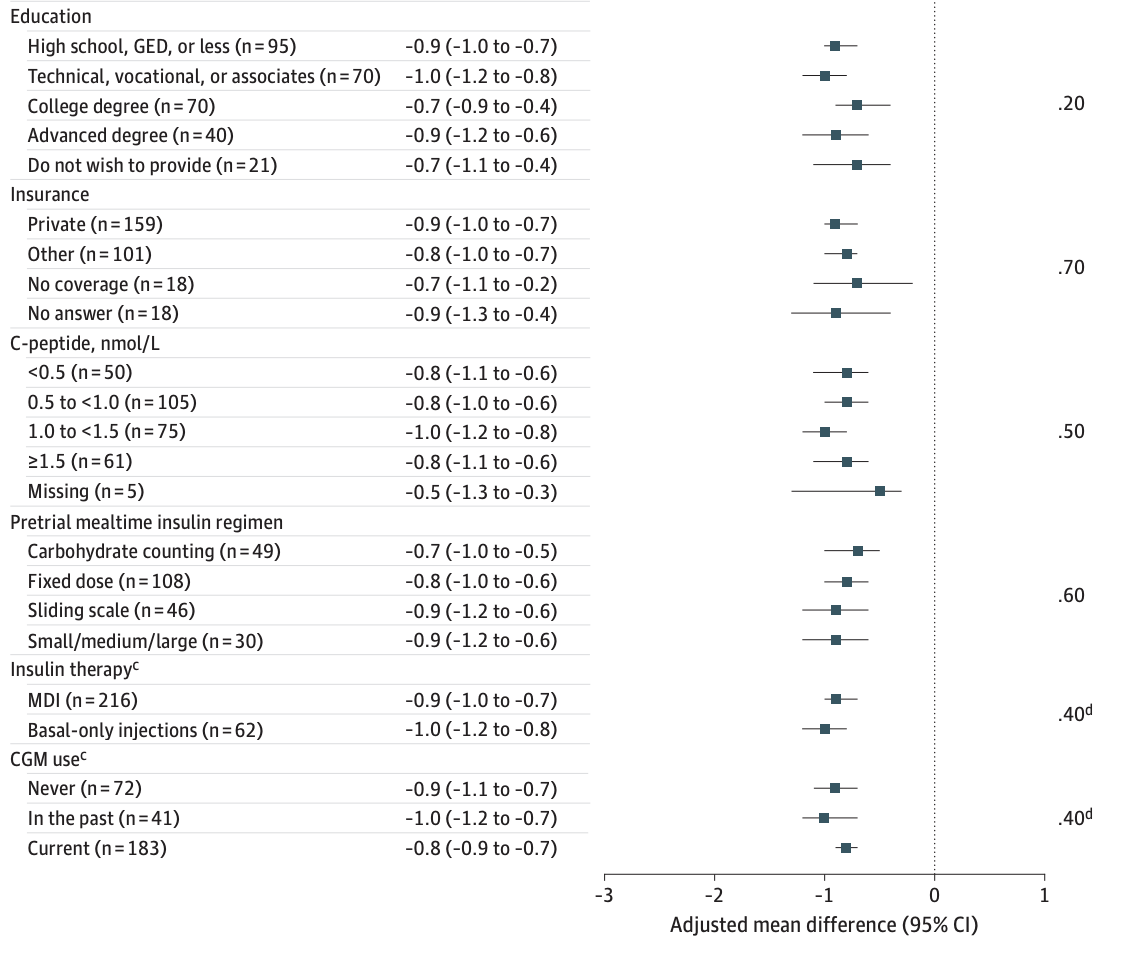 Education
High school, GED, or less (n=95) -0.9 (-1.0 to -0.7)
Technical, vocational, or associates (n=70) -1.0 (-1.2 to -0.8)
College degree (n=70) -0.7 (-0.9 to -0.4) .20
Advanced degree (n=40) -0.9 (-1.2 to -0.6)
Do not wish to provide (n=21) -0.7 (-1.1 to -0.4)
Insurance
Private (n=159) -0.9 (-1.0 to -0.7)
Other (n=101) -0.8 (-1.0 to -0.7)
.70
No coverage (n=18) -0.7 (-1.1 to -0.2)
No answer (n=18) -0.9 (-1.3 to -0.4)
C-peptide, nmol/L
<0.5 (n=50) -0.8 (-1.1 to -0.6)
0.5 to <1.0 (n=105) -0.8 (-1.0 to -0.6)
1.0 to <1.5 (n=75) -1.0 (-1.2 to -0.8) .50
≥1.5 (n=61) -0.8 (-1.1 to -0.6)
Missing (n=5) -0.5 (-1.3 to -0.3)
Pretrial mealtime insulin regimen
Carbohydrate counting (n=49) -0.7 (-1.0 to -0.5)
Fixed dose (n=108) -0.8 (-1.0 to -0.6)
.60
Sliding scale (n=46) -0.9 (-1.2 to -0.6)
Small/medium/large (n=30) -0.9 (-1.2 to -0.6)
Insulin therapyᶜ
MDI (n=216) -0.9 (-1.0 to -0.7)
.40ᵈ
Basal-only injections (n=62) -1.0 (-1.2 to -0.8)
CGM useᶜ
Never (n=72) -0.9 (-1.1 to -0.7)
In the past (n=41) -1.0 (-1.2 to -0.7) .40ᵈ
Current (n=183) -0.8 (-0.9 to -0.7)
-3 -2 -1 0 1
Adjusted mean difference (95% CI)